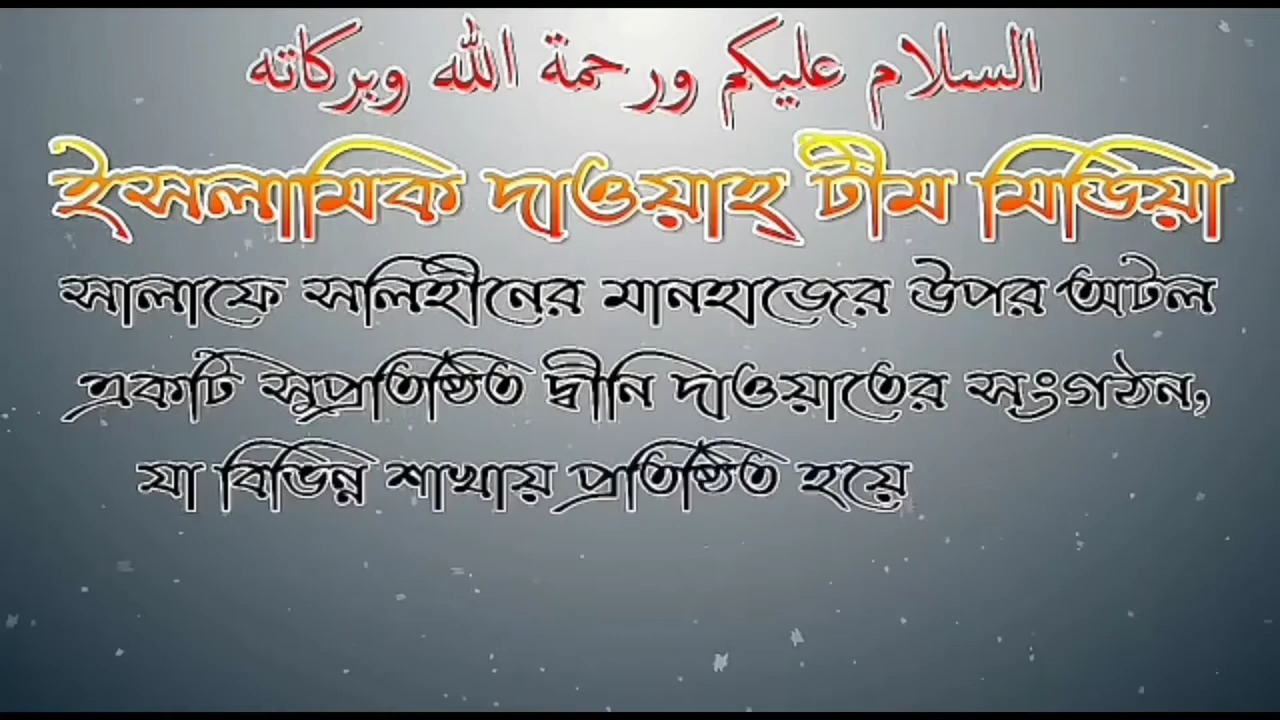 السلام عليكم ورحمة الله وبركاته
ইসলামিক দাওয়াহ্ টীম মিডিয়া
সালাফে সলিহীনের মানহাজের উপর অটল
একটি সুপ্রতিষ্ঠিত দ্বীনি দাওয়াতের সংগঠন,
যা বিভিন্ন শাখায় প্রতিষ্ঠিত হয়ে